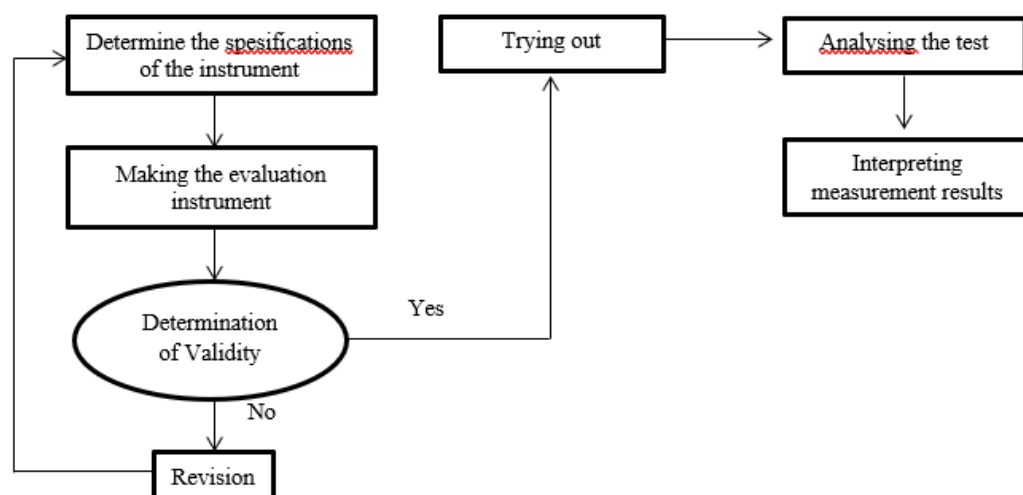 Determine the spesifications
of the instrument
Making the evaluation
instrument
Determination
of Validity
Yes
No
Revision
Trying out
Analysing the test
Interpreting
measurement results